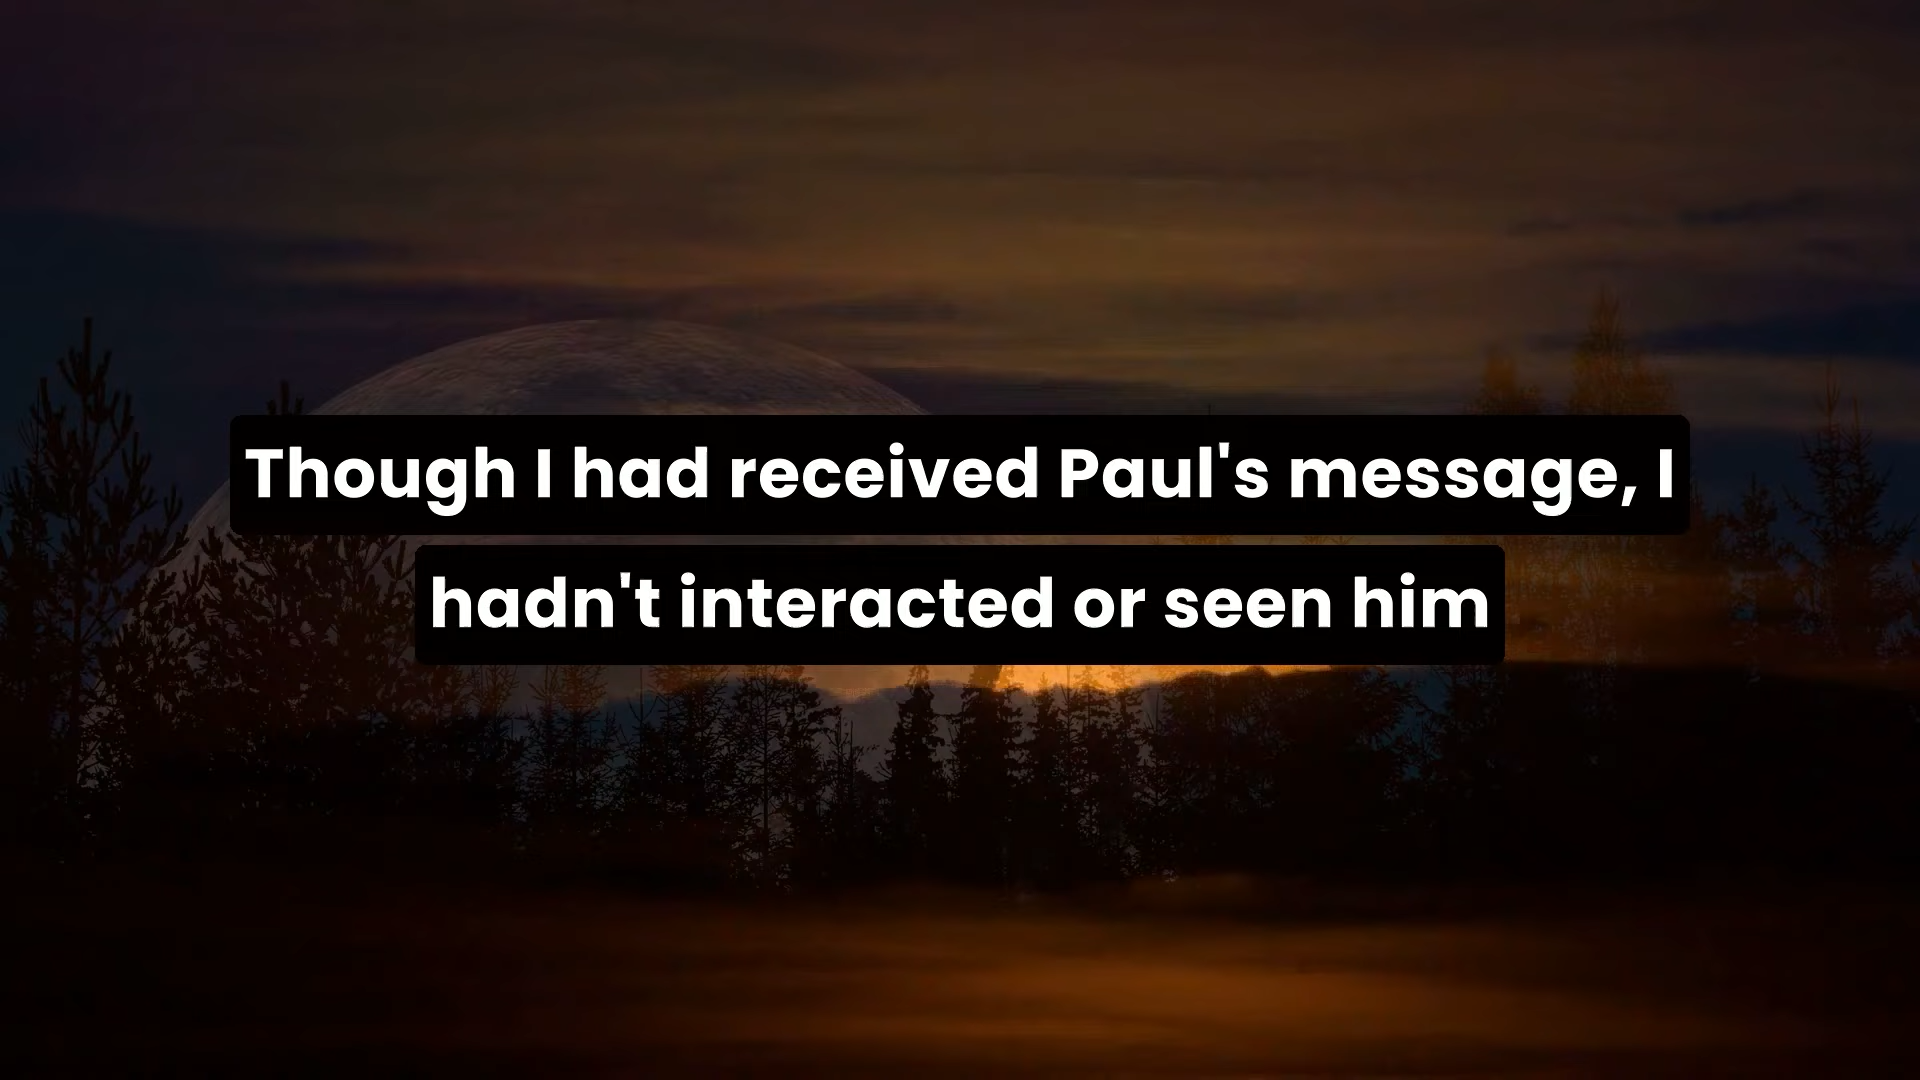 Though I had received Paul's message, I
hadn't interacted or seen him